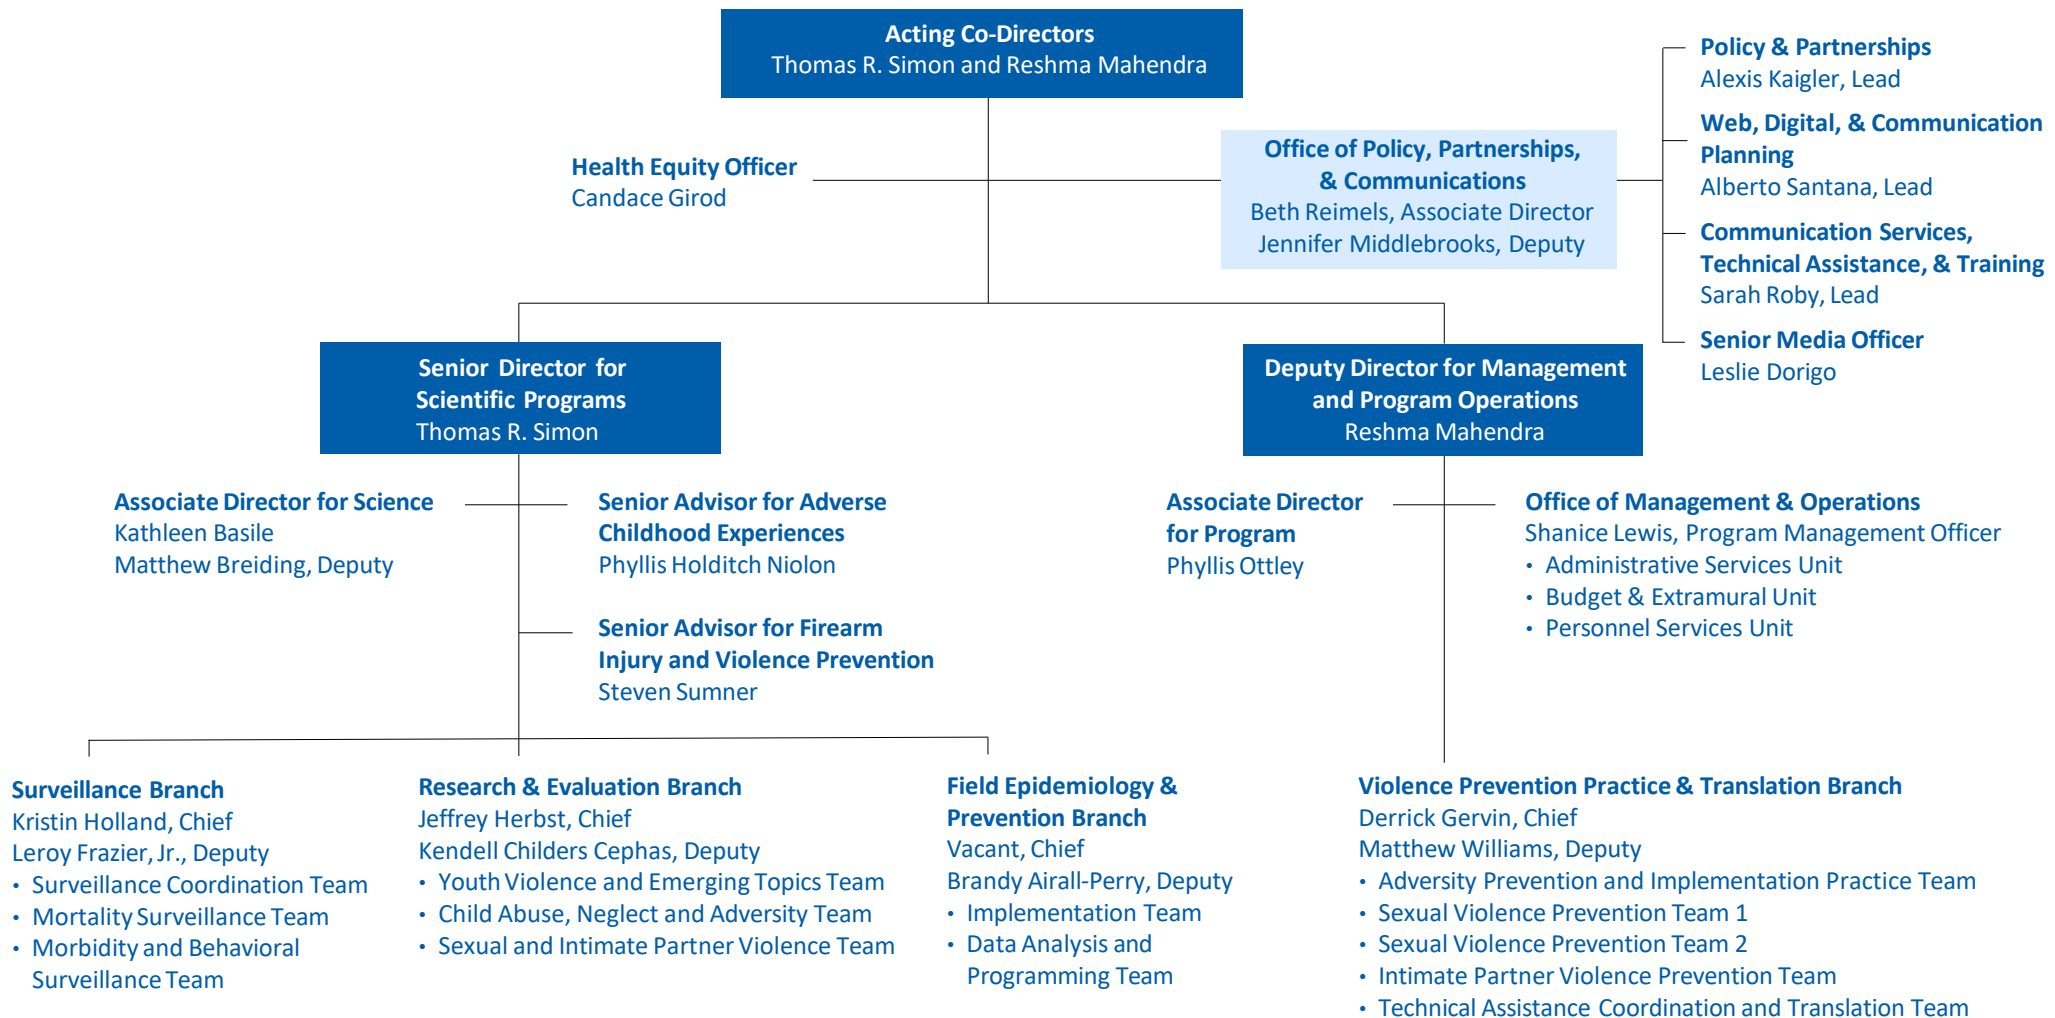 Acting Co-Directors
Thomas R. Simon and Reshma Mahendra
Health Equity Officer
Candace Girod
Office of Policy, Partnerships,
& Communications
Beth Reimels, Associate Director
Jennifer Middlebrooks, Deputy
Policy & Partnerships
Alexis Kaigler, Lead
Web, Digital, & Communication
Planning
Alberto Santana, Lead
Communication Services,
Technical Assistance, & Training
Sarah Roby, Lead
Senior Media Officer
Leslie Dorigo
Senior Director for
Scientific Programs
Thomas R. Simon
Deputy Director for Management
and Program Operations
Reshma Mahendra
Associate Director for Science
Kathleen Basile
Matthew Breiding, Deputy
Senior Advisor for Adverse
Childhood Experiences
Phyllis Holditch Niolon
Senior Advisor for Firearm
Injury and Violence Prevention
Steven Sumner
Associate Director
for Program
Phyllis Ottley
Office of Management & Operations
Shanice Lewis, Program Management Officer
• Administrative Services Unit
• Budget & Extramural Unit
• Personnel Services Unit
Surveillance Branch
Kristin Holland, Chief
Leroy Frazier, Jr., Deputy
• Surveillance Coordination Team
• Mortality Surveillance Team
• Morbidity and Behavioral
Surveillance Team
Research & Evaluation Branch
Jeffrey Herbst, Chief
Kendell Childers Cephas, Deputy
• Youth Violence and Emerging Topics Team
• Child Abuse, Neglect and Adversity Team
• Sexual and Intimate Partner Violence Team
Field Epidemiology &
Prevention Branch
Vacant, Chief
Brandy Airall-Perry, Deputy
• Implementation Team
• Data Analysis and
Programming Team
Violence Prevention Practice & Translation Branch
Derrick Gervin, Chief
Matthew Williams, Deputy
• Adversity Prevention and Implementation Practice Team
• Sexual Violence Prevention Team 1
• Sexual Violence Prevention Team 2
• Intimate Partner Violence Prevention Team
• Technical Assistance Coordination and Translation Team